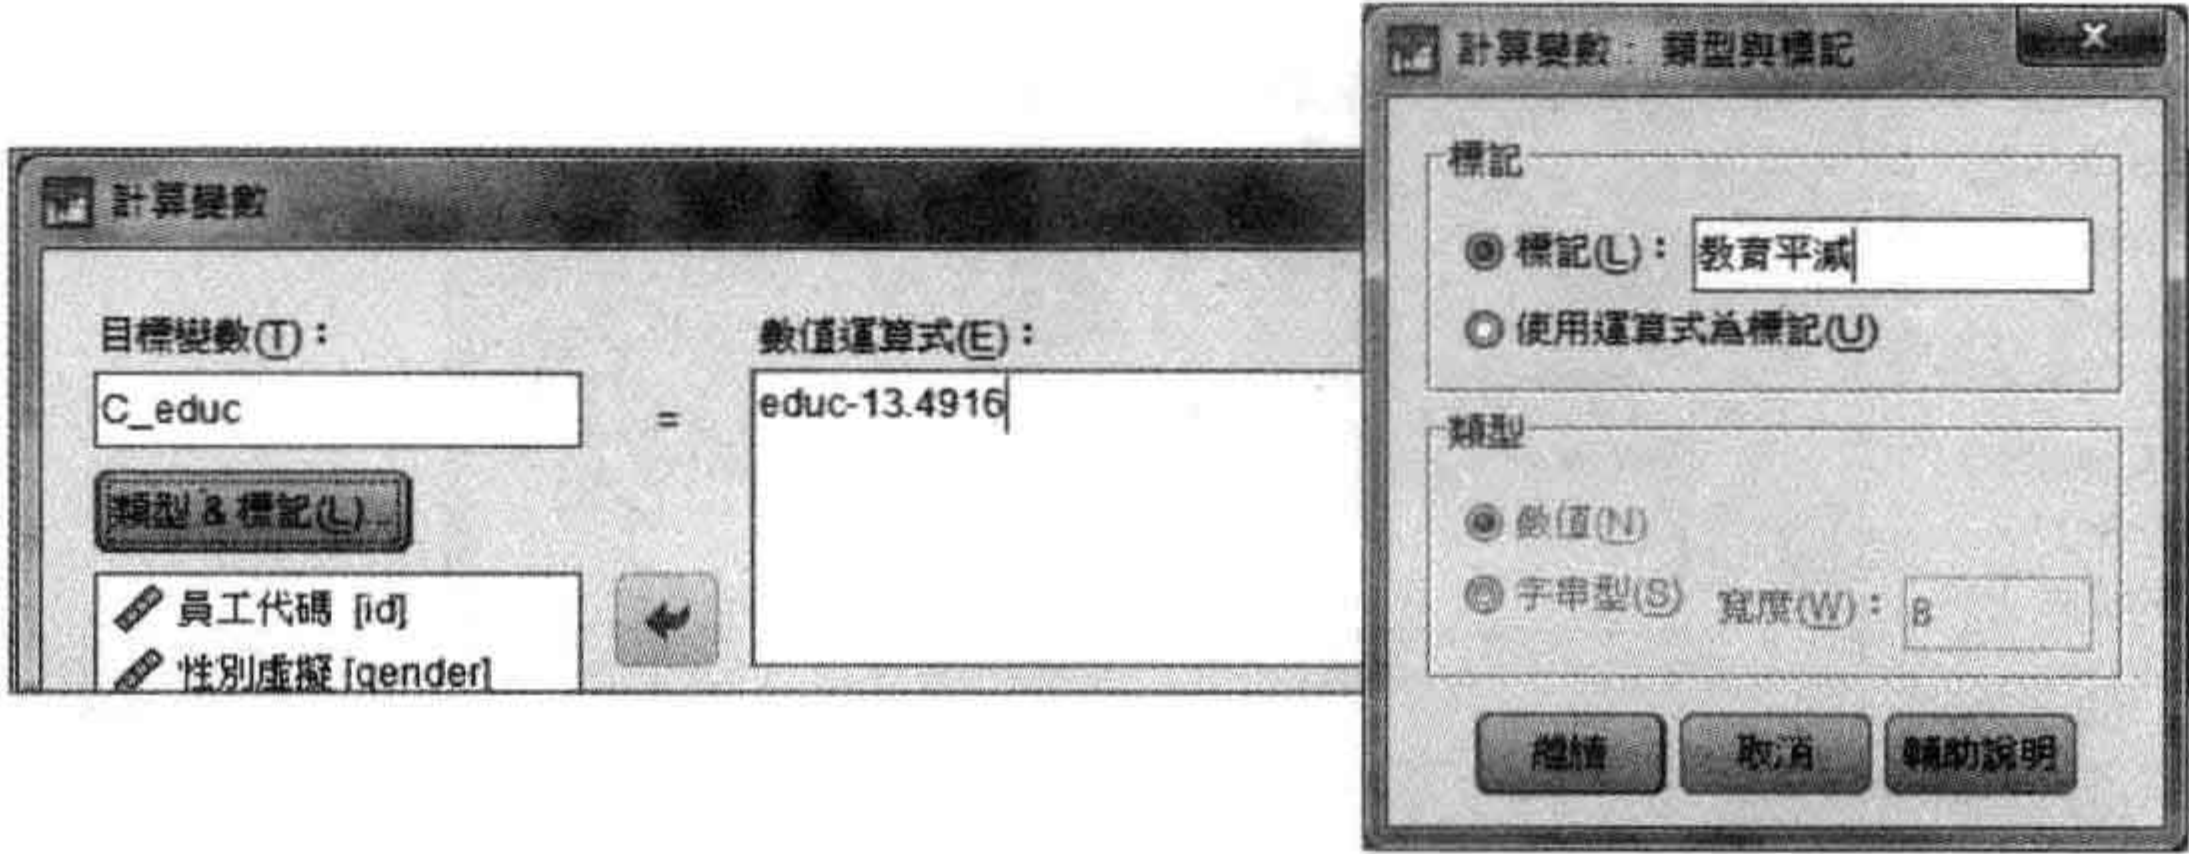 計算變數
目標變數(T)：
C_educ
類型 & 標記(L)...
員工代碼 [id]
性別虛擬 [gender]
=
數值運算式(E)：
educ-13.4916
計算變數： 類型與標記
標記
標記(L)： 教育平減
使用運算式為標記(U)
類型
數值(N)
字串型(S) 寬度(W)： 8
繼續 取消 輔助說明